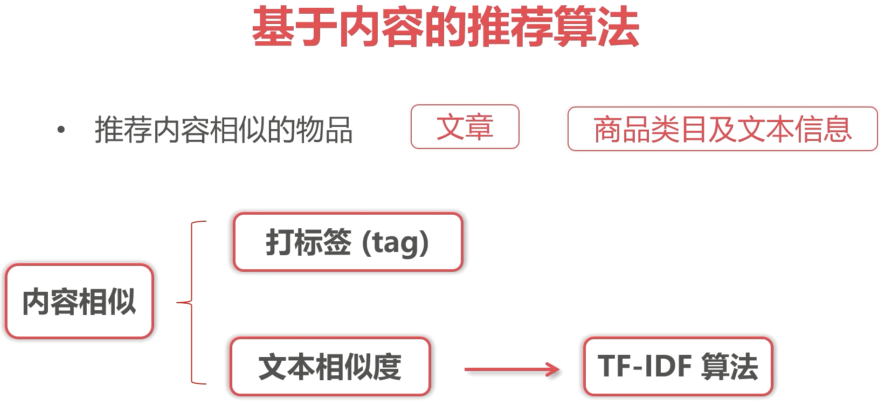 基于内容的推荐算法
• 推荐内容相似的物品 文章 商品类目及文本信息
打标签 (tag)
内容相似
文本相似度 TF-IDF 算法